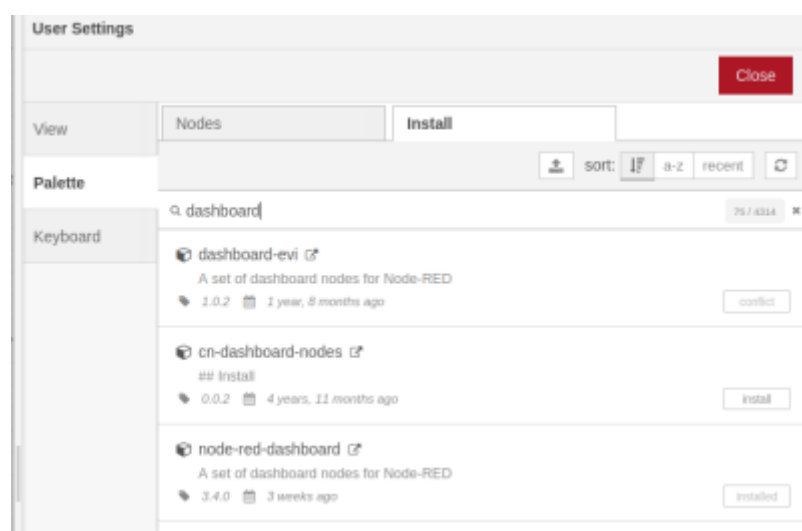 User Settings
Close
View
Palette
Keyboard
Nodes
Install
sort: a-z recent
dashboard
75 / 4314
dashboard-evi
A set of dashboard nodes for Node-RED
1.0.2 1 year, 8 months ago
conflict
cn-dashboard-nodes
## Install
0.0.2 4 years, 11 months ago
install
node-red-dashboard
A set of dashboard nodes for Node-RED
3.4.0 3 weeks ago
installed